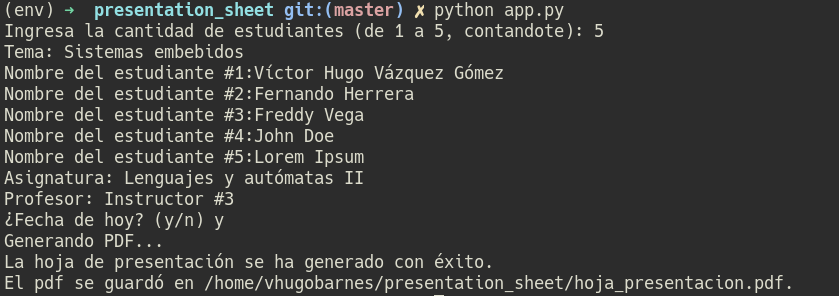 (env) → presentation_sheet git:(master) ✗ python app.py
Ingresa la cantidad de estudiantes (de 1 a 5, contandote): 5
Tema: Sistemas embebidos
Nombre del estudiante #1:Víctor Hugo Vázquez Gómez
Nombre del estudiante #2:Fernando Herrera
Nombre del estudiante #3:Freddy Vega
Nombre del estudiante #4:John Doe
Nombre del estudiante #5:Lorem Ipsum
Asignatura: Lenguajes y autómatas II
Profesor: Instructor #3
¿Fecha de hoy? (y/n) y
Generando PDF...
La hoja de presentación se ha generado con éxito.
El pdf se guardó en /home/vhugobarnes/presentation_sheet/hoja_presentacion.pdf.